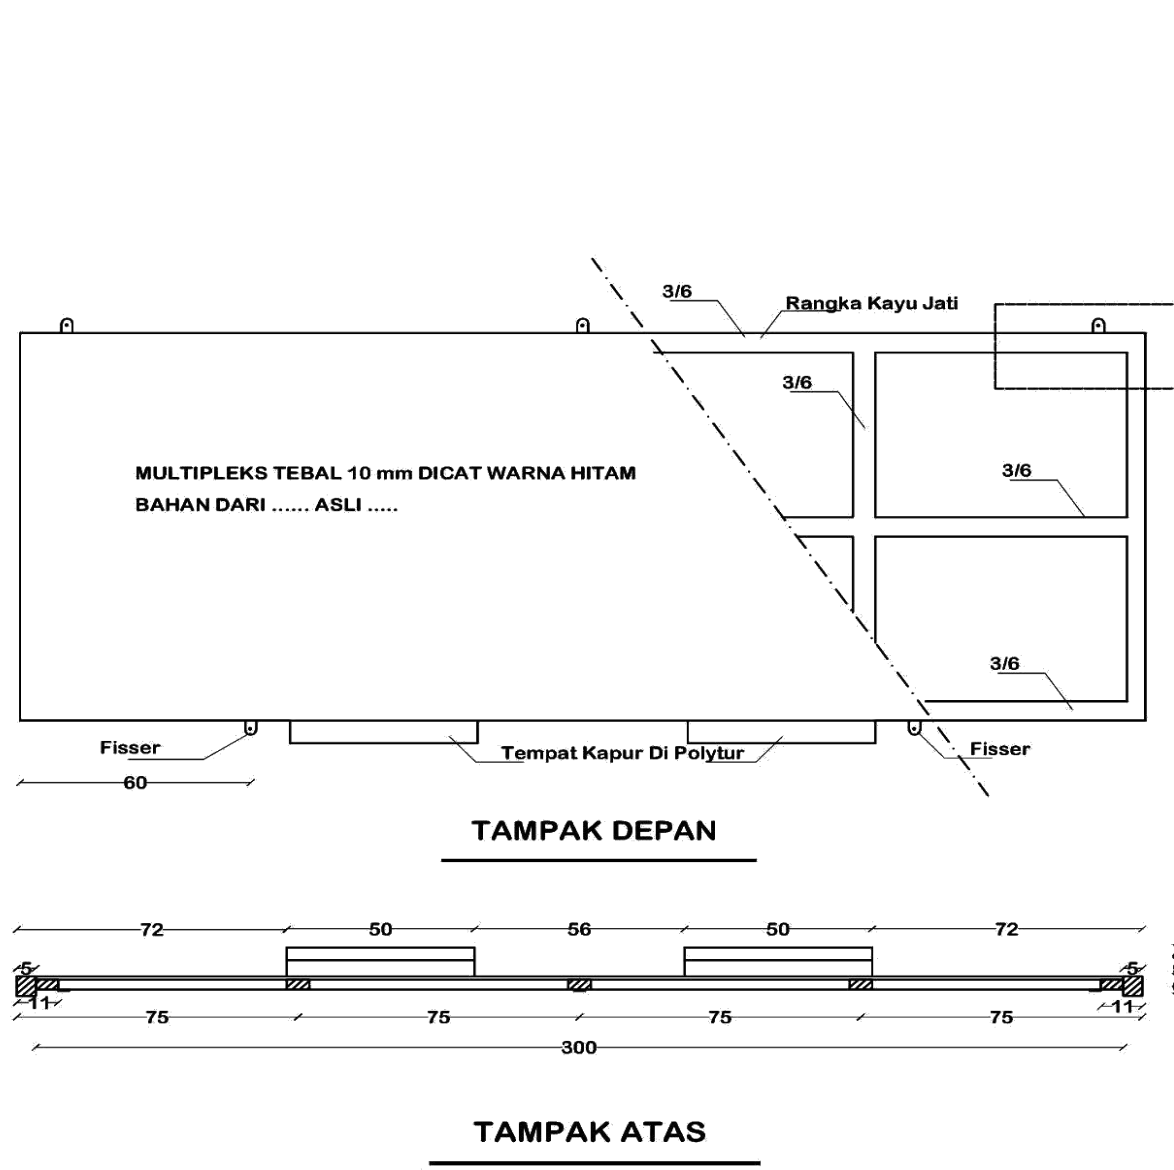 3/6
Rangka Kayu Jati
3/6
3/6
MULTIPLEKS TEBAL 10 mm DICAT WARNA HITAM
BAHAN DARI ...... ASLI .....
3/6
Fisser
Tempat Kapur Di Polytur
Fisser
60
TAMPAK DEPAN
72 50 56 50 72
5 5
11 11
75 75 75 75
300
TAMPAK ATAS